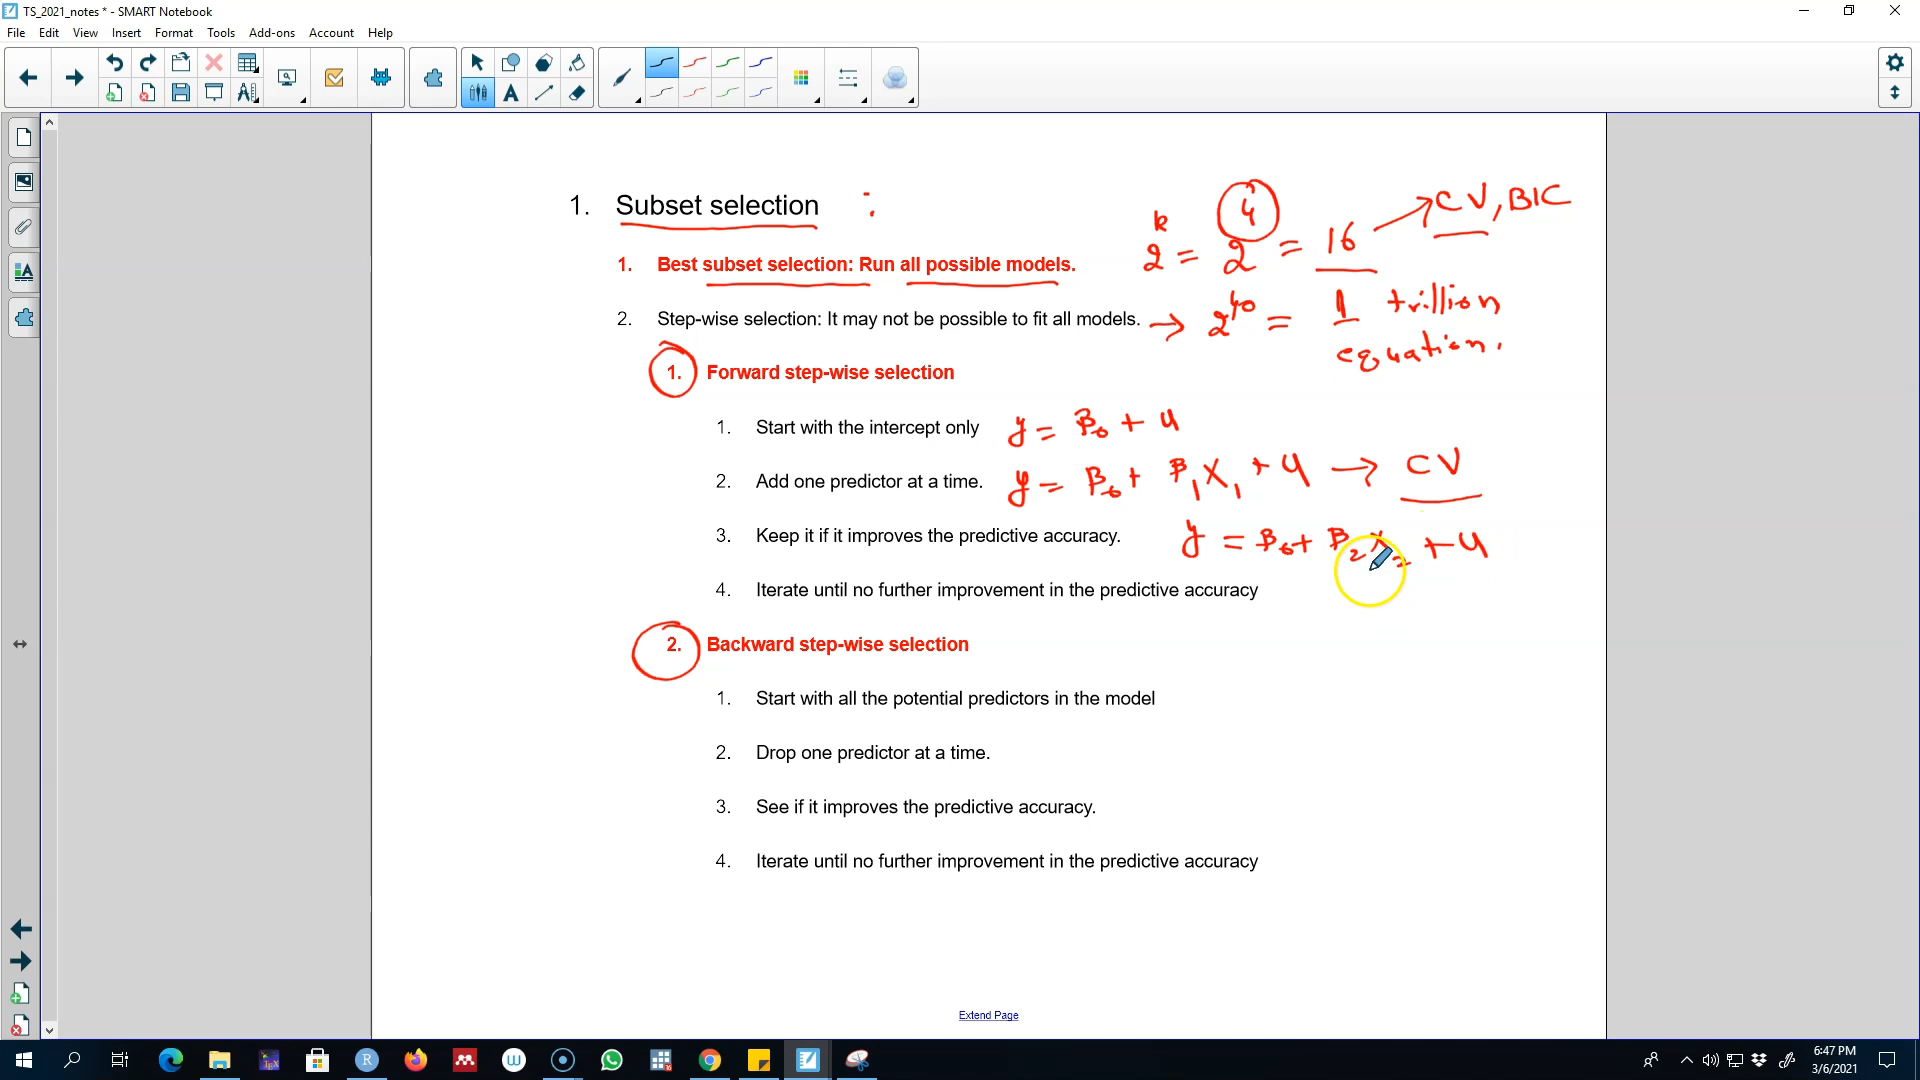 TS_2021_notes * - SMART Notebook
File Edit View Insert Format Tools Add-ons Account Help
1. Subset selection :
2^k = 2^4 = 16 → CV, BIC
1. Best subset selection: Run all possible models.
2. Step-wise selection: It may not be possible to fit all models. → 2^40 = 1 trillion
equation.
1. Forward step-wise selection
1. Start with the intercept only y = β₀ + u
2. Add one predictor at a time. y = β₀ + β₁X₁ + u → CV
3. Keep it if it improves the predictive accuracy. y = β₀ + β₂X₂ + u
4. Iterate until no further improvement in the predictive accuracy
2. Backward step-wise selection
1. Start with all the potential predictors in the model
2. Drop one predictor at a time.
3. See if it improves the predictive accuracy.
4. Iterate until no further improvement in the predictive accuracy
Extend Page
6:47 PM
3/6/2021